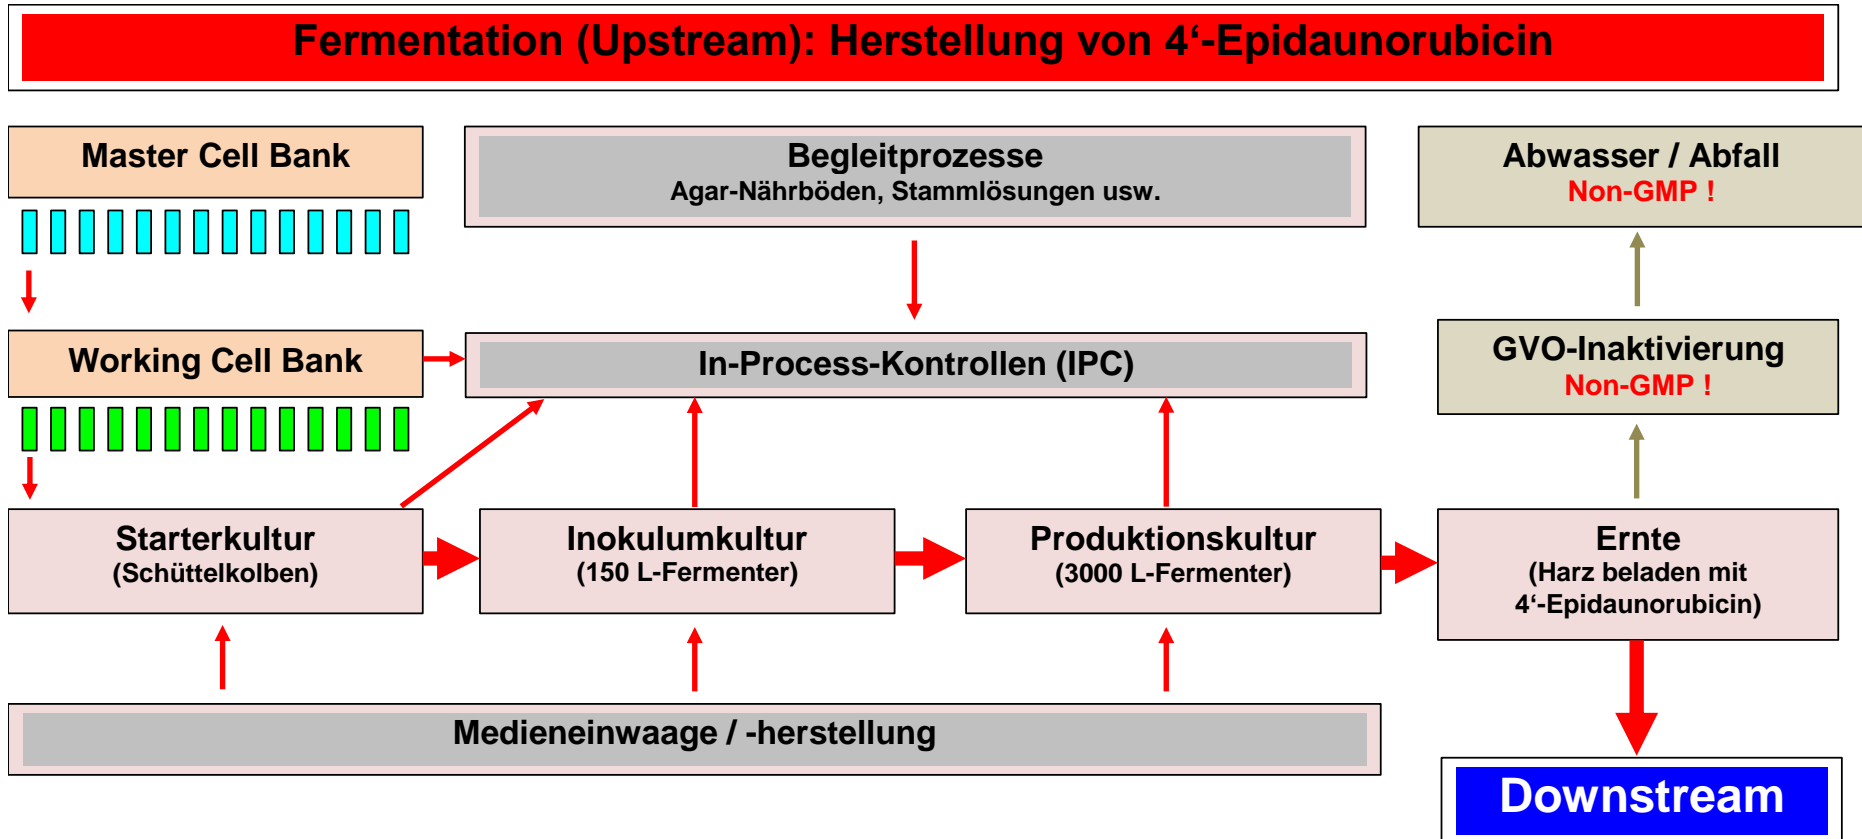 Fermentation (Upstream): Herstellung von 4‘-Epidaunorubicin
Master Cell Bank
Begleitprozesse
Agar-Nährböden, Stammlösungen usw.
Abwasser / Abfall
Non-GMP !
Working Cell Bank
In-Process-Kontrollen (IPC)
GVO-Inaktivierung
Non-GMP !
Starterkultur
(Schüttelkolben)
Inokulumkultur
(150 L-Fermenter)
Produktionskultur
(3000 L-Fermenter)
Ernte
(Harz beladen mit
4‘-Epidaunorubicin)
Medieneinwaage / -herstellung
Downstream